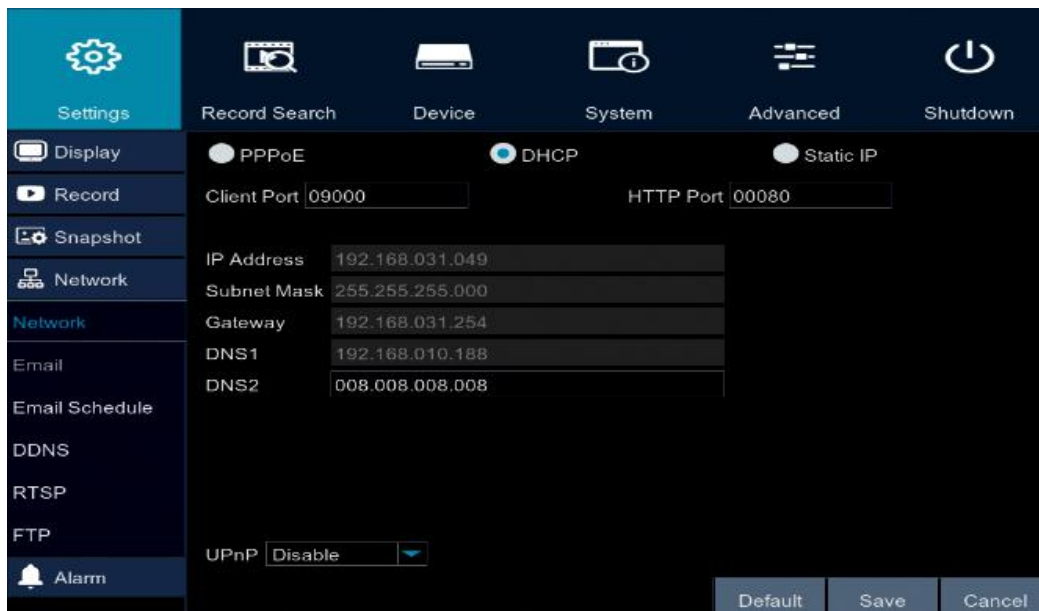 Settings Record Search Device System Advanced Shutdown
Display
Record
Snapshot
Network
Network
Email
Email Schedule
DDNS
RTSP
FTP
Alarm
PPPoE DHCP Static IP
Client Port 09000 HTTP Port 00080
IP Address 192.168.031.049
Subnet Mask 255.255.255.000
Gateway 192.168.031.254
DNS1 192.168.010.188
DNS2 008.008.008.008
UPnP Disable
Default Save Cancel